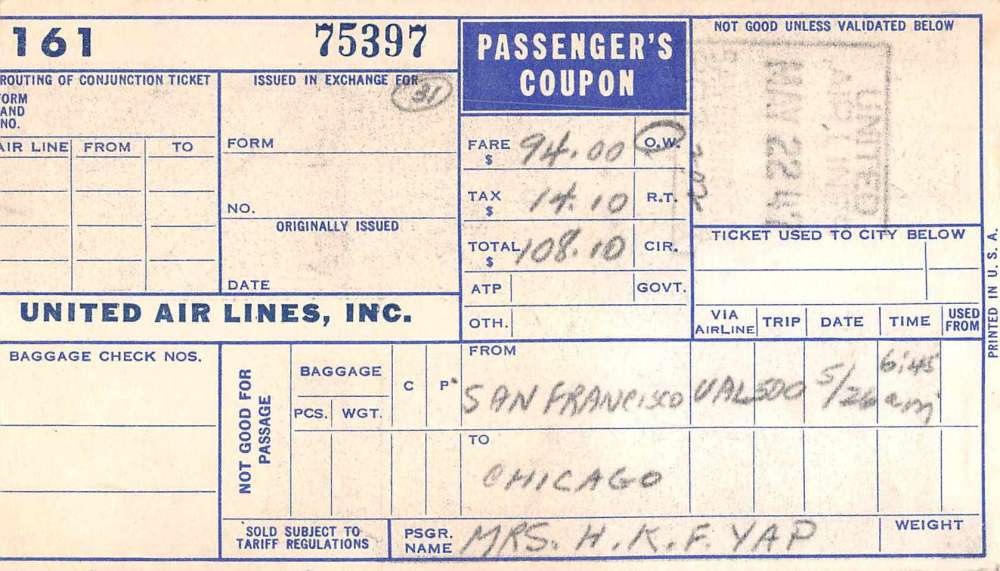 161 75397
PASSENGER'S
COUPON
NOT GOOD UNLESS VALIDATED BELOW
UNITED
MAY 22 47
ROUTING OF CONJUNCTION TICKET
FORM
AND
NO.
AIR LINE FROM TO
ISSUED IN EXCHANGE FOR
31
FORM
NO.
ORIGINALLY ISSUED
DATE
FARE $ 94.00 O.W.
TAX $ 14.10 R.T.
TOTAL $ 108.10 CIR.
ATP GOVT.
OTH.
TICKET USED TO CITY BELOW
VIA AIRLINE TRIP DATE TIME USED FROM
PRINTED IN U. S. A.
UNITED AIR LINES, INC.
BAGGAGE CHECK NOS.
NOT GOOD FOR
PASSAGE
BAGGAGE
PCS. WGT.
C P
FROM
SAN FRANCISCO UAL 500 5/26 6:45 am
TO
CHICAGO
SOLD SUBJECT TO
TARIFF REGULATIONS
PSGR.
NAME MRS. H. K. F. YAP
WEIGHT